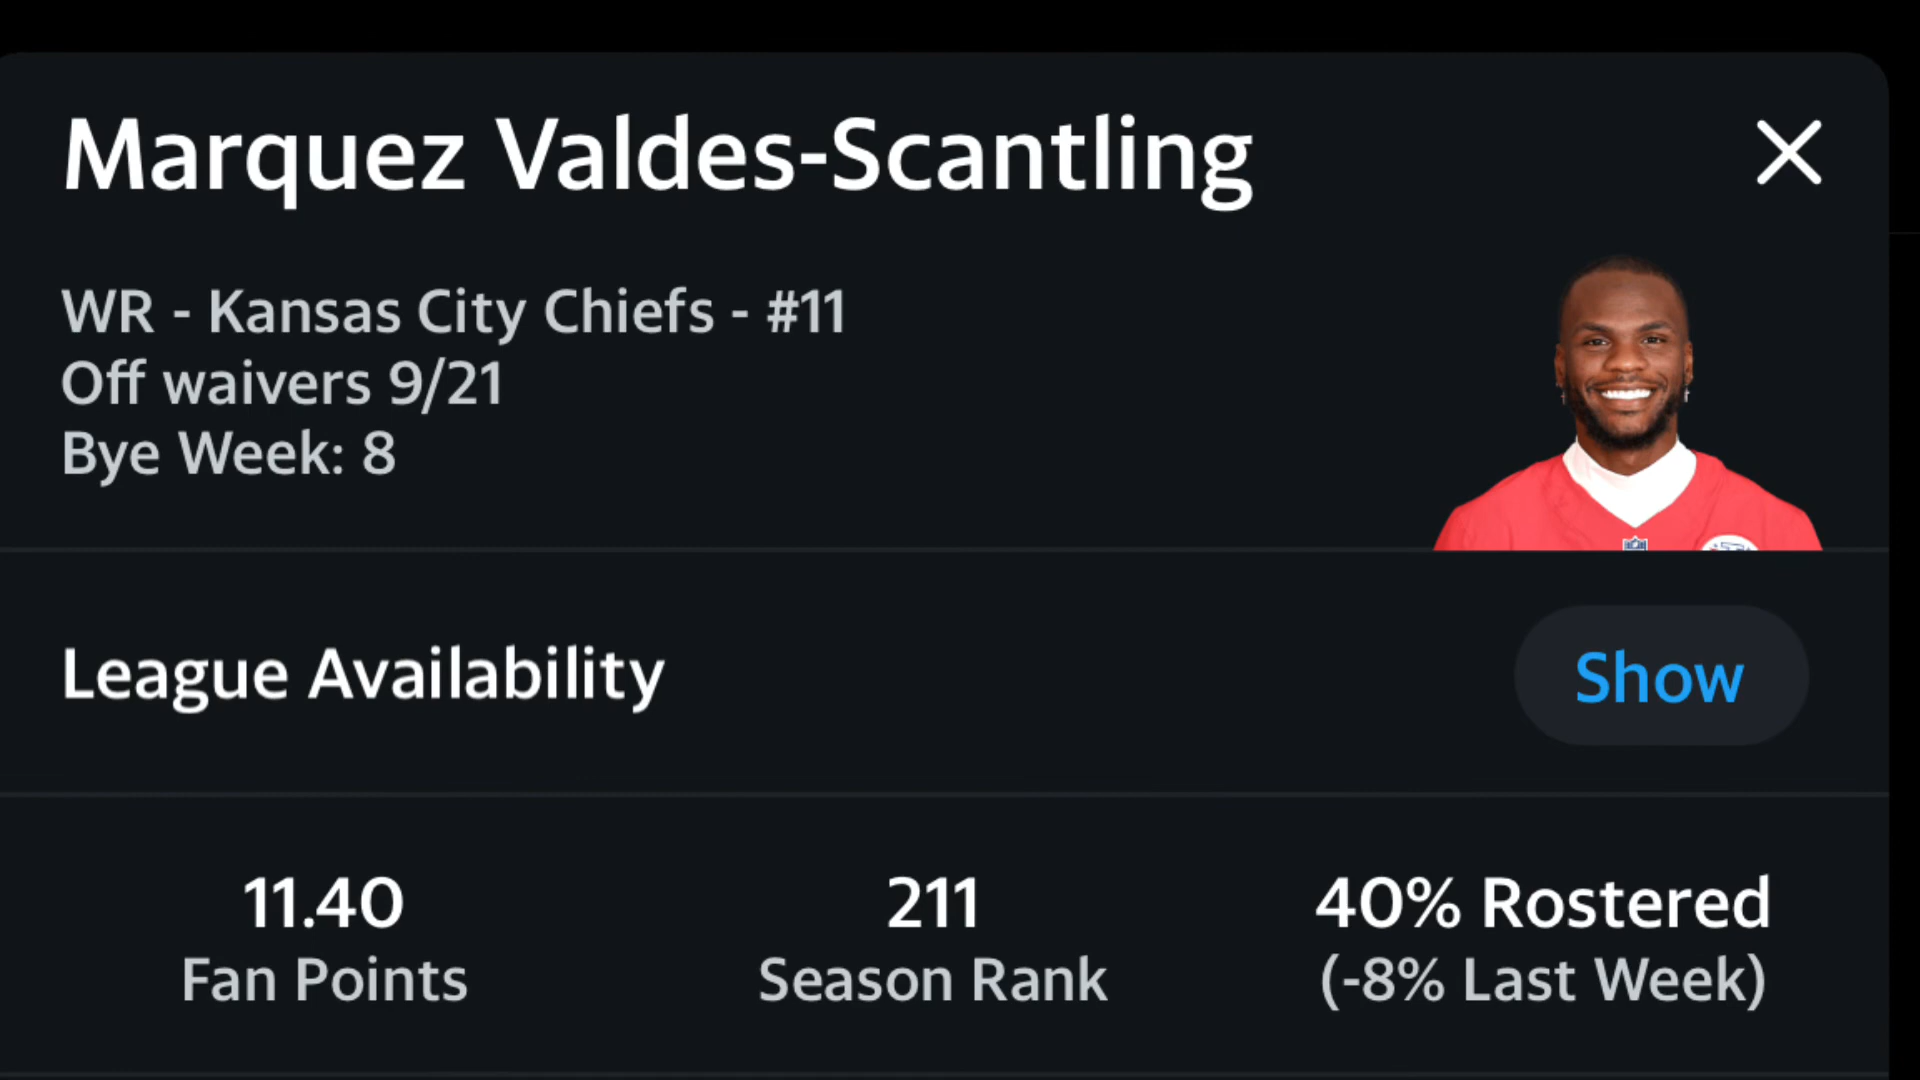 Marquez Valdes-Scantling
WR - Kansas City Chiefs - #11
Off waivers 9/21
Bye Week: 8
League Availability
Show
11.40
Fan Points
211
Season Rank
40% Rostered
(-8% Last Week)